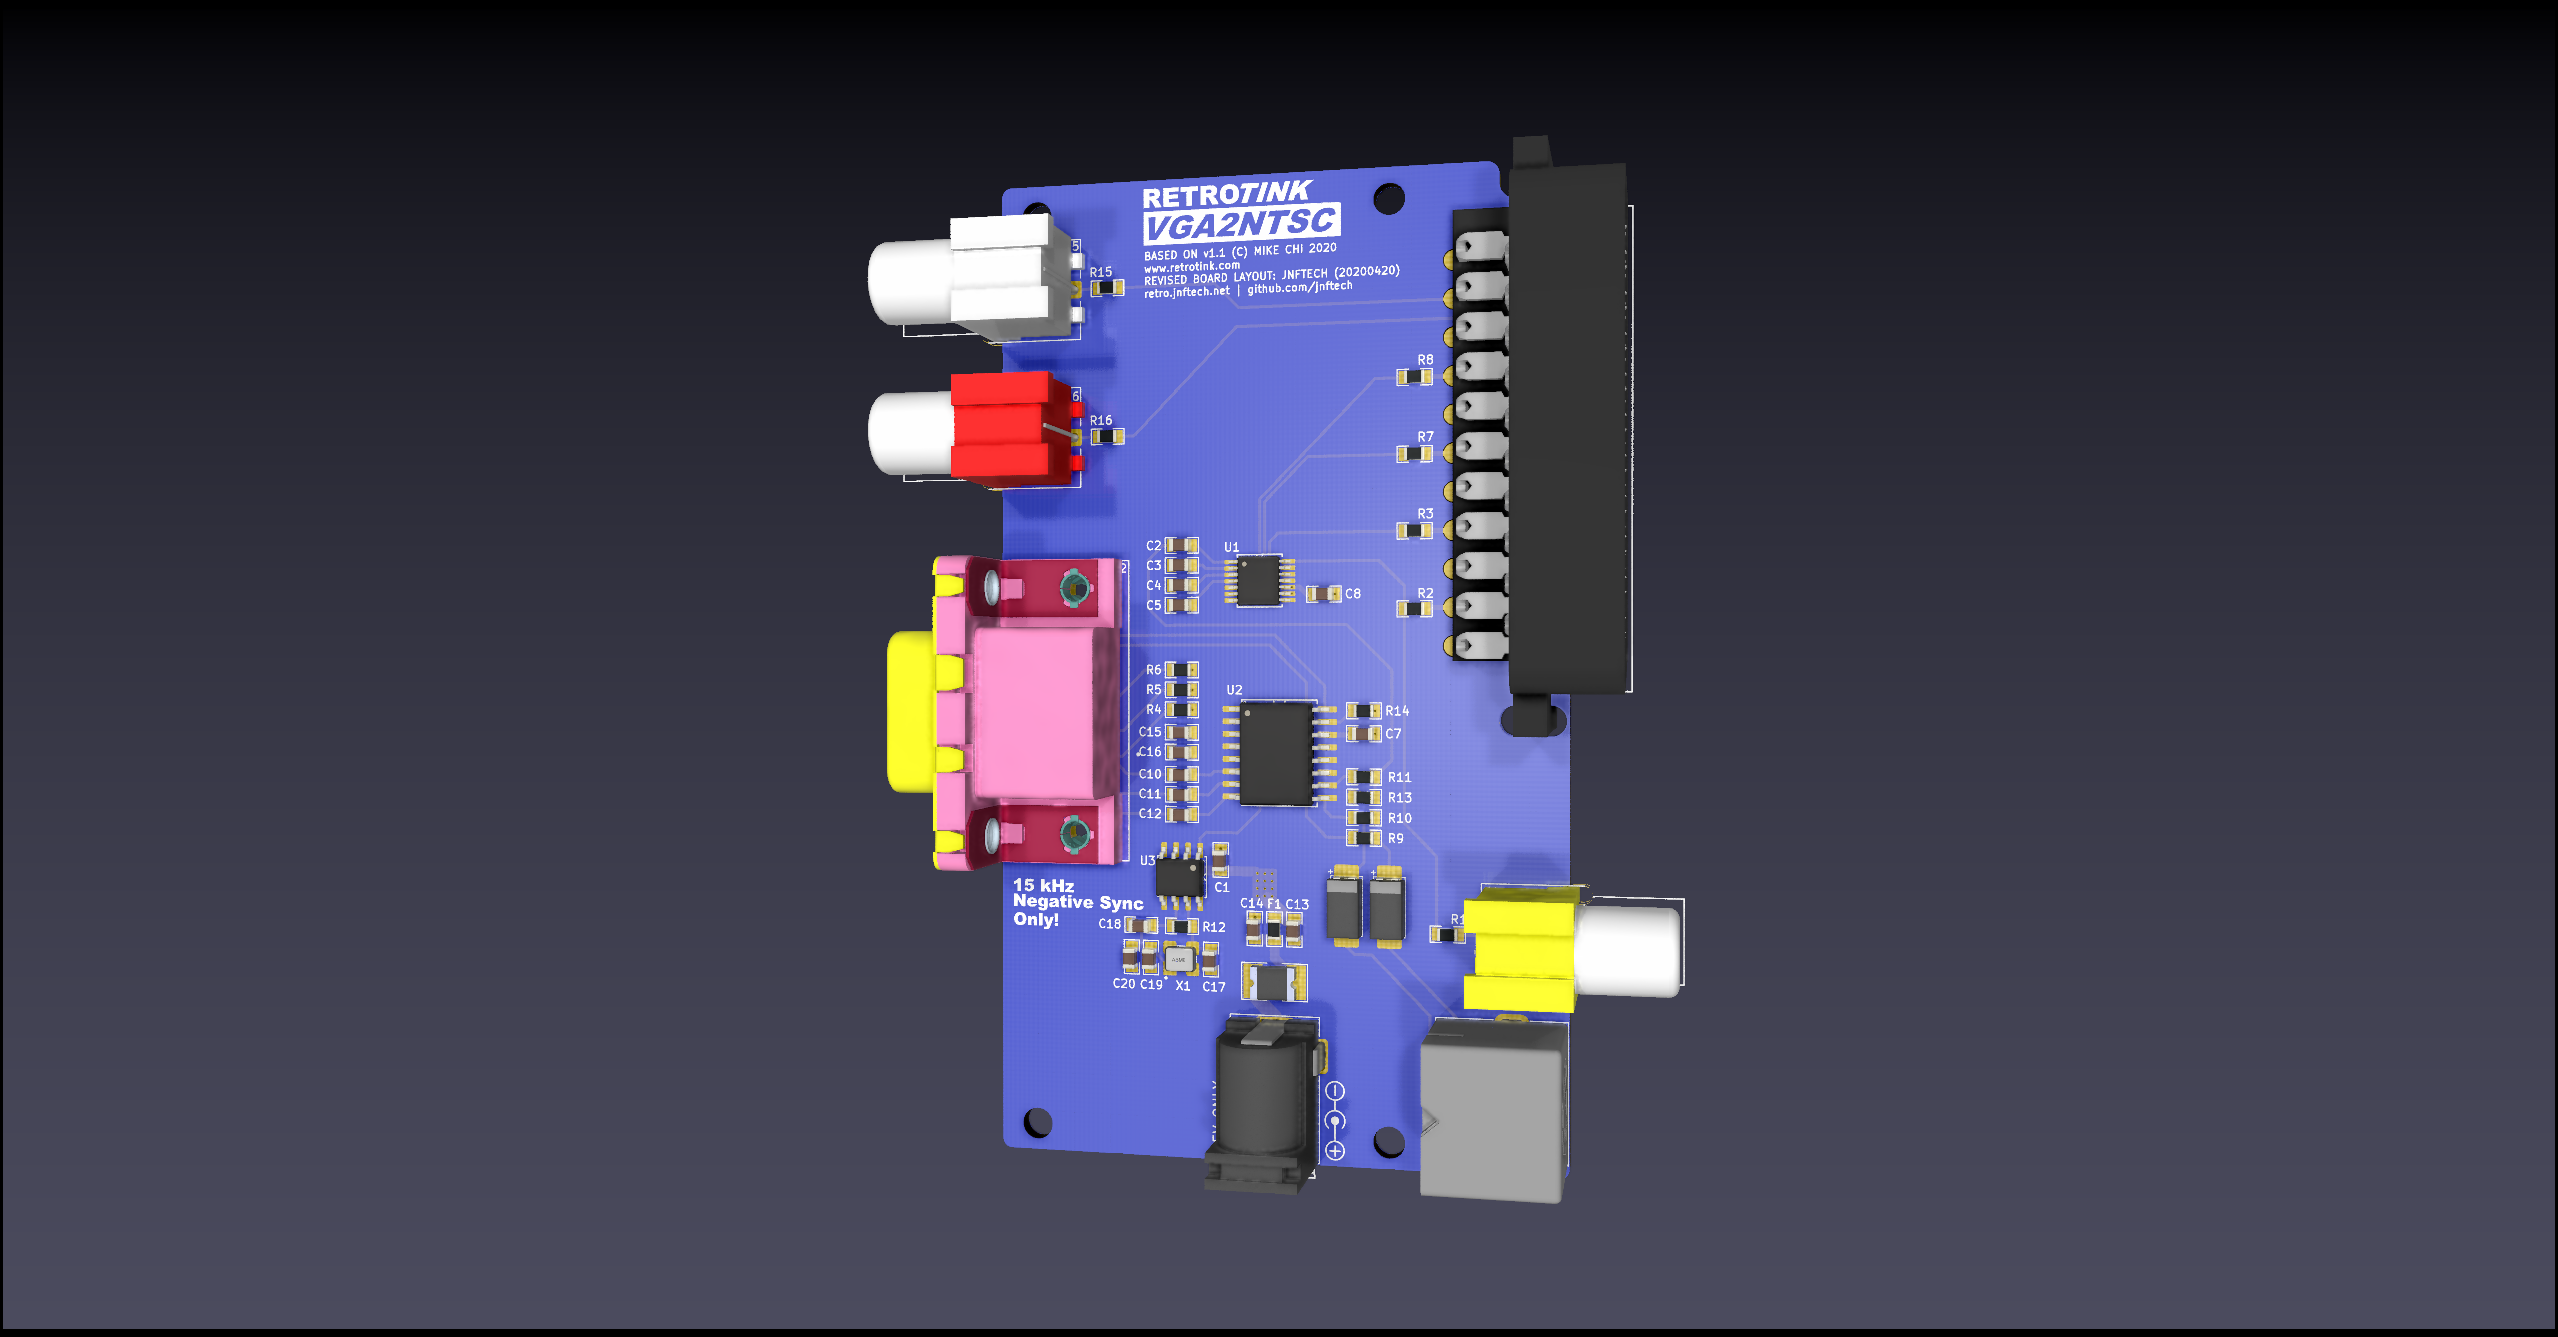 RETROTINK
VGA2NTSC
BASED ON v1.1 (C) MIKE CHI 2020
www.retrotink.com
REVISED BOARD LAYOUT: JNFTECH (20200420)
retro.jnftech.net | github.com/jnftech
5
R15
6
R16
R8
R7
R3
R2
C2
C3
C4
C5
U1
C8
2
R6
R5
R4
C15
C16
C10
C11
C12
U2
R14
C7
R11
R13
R10
R9
U3
C1
15 kHz
Negative Sync
Only!
C18
R12
C14 F1 C13
C20 C19 X1 C17